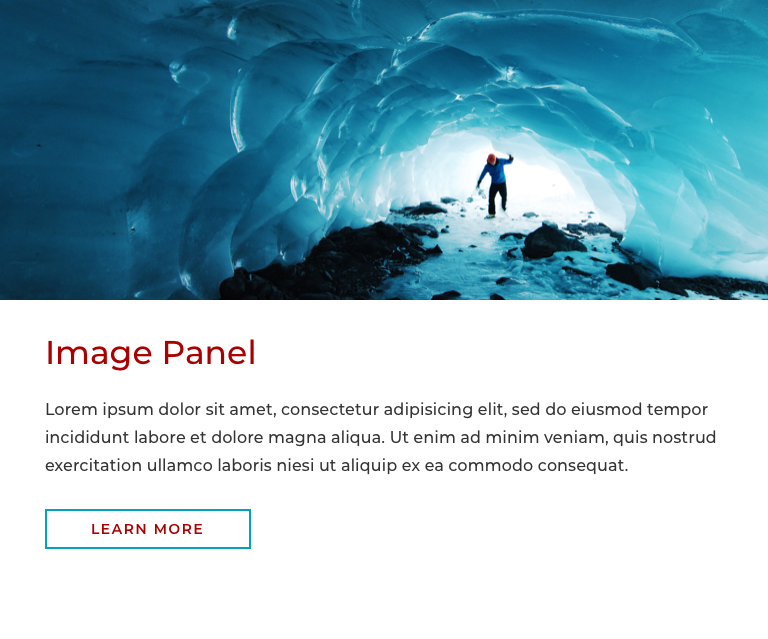 Image Panel
Lorem ipsum dolor sit amet, consectetur adipisicing elit, sed do eiusmod tempor
incididunt labore et dolore magna aliqua. Ut enim ad minim veniam, quis nostrud
exercitation ullamco laboris niesi ut aliquip ex ea commodo consequat.
LEARN MORE